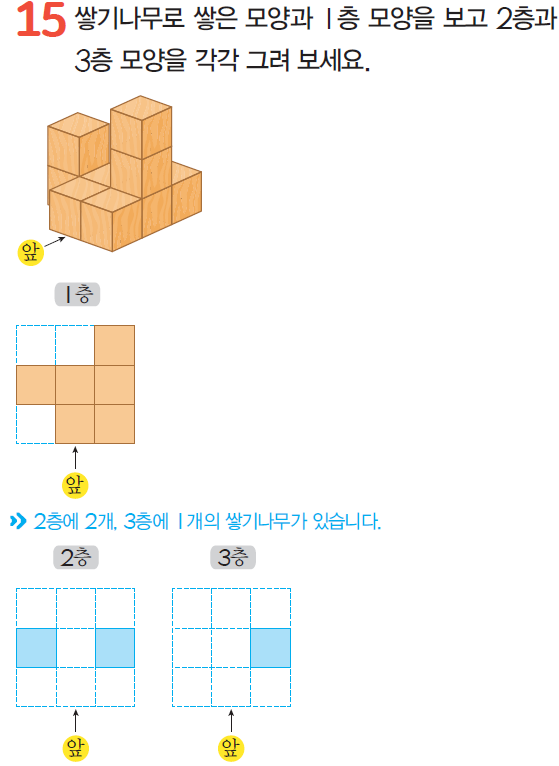 15 쌓기나무로 쌓은 모양과 1층 모양을 보고 2층과
3층 모양을 각각 그려 보세요.
앞
1층
앞
» 2층에 2개, 3층에 1개의 쌓기나무가 있습니다.
2층 3층
앞 앞